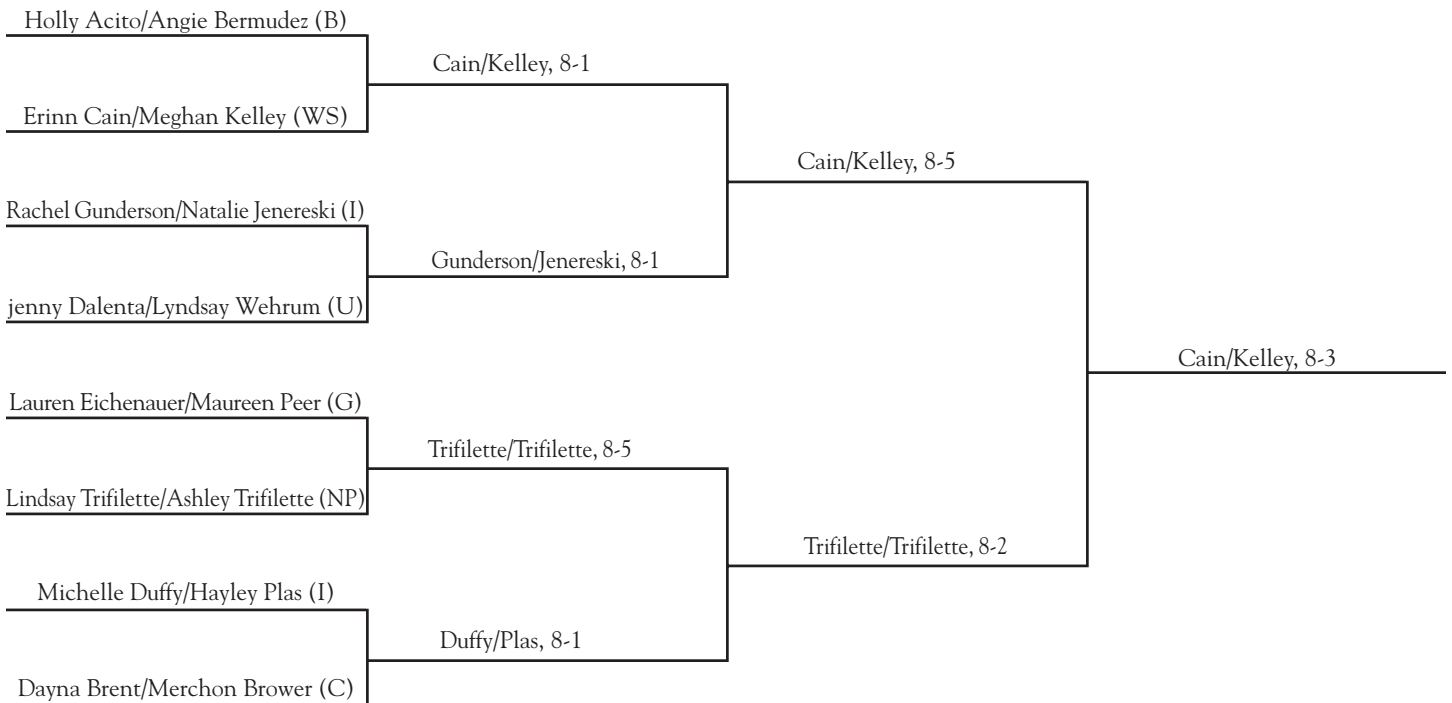 Holly Acito/Angie Bermudez (B)
Cain/Kelley, 8-1
Erinn Cain/Meghan Kelley (WS)
Cain/Kelley, 8-5
Rachel Gunderson/Natalie Jenereski (I)
Gunderson/Jenereski, 8-1
jenny Dalenta/Lyndsay Wehrum (U)
Cain/Kelley, 8-3
Lauren Eichenauer/Maureen Peer (G)
Trifilette/Trifilette, 8-5
Lindsay Trifilette/Ashley Trifilette (NP)
Trifilette/Trifilette, 8-2
Michelle Duffy/Hayley Plas (I)
Duffy/Plas, 8-1
Dayna Brent/Merchon Brower (C)